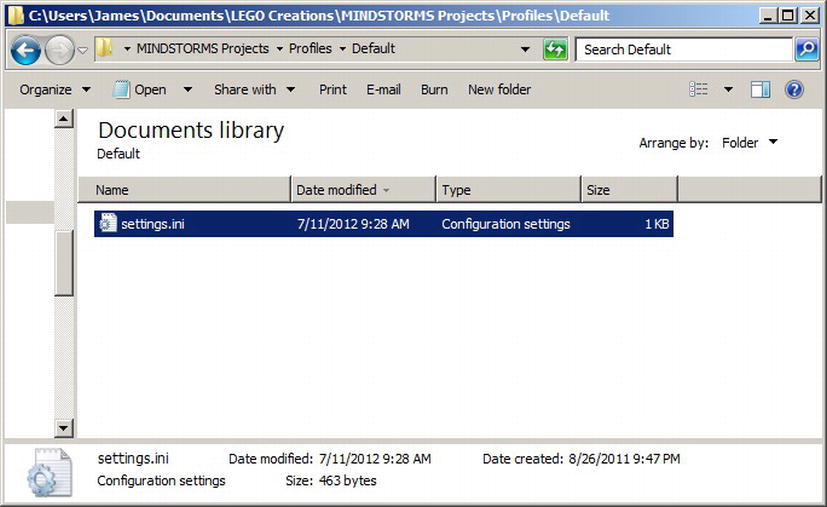 C:\Users\James\Documents\LEGO Creations\MINDSTORMS Projects\Profiles\Default
MINDSTORMS Projects Profiles Default Search Default
Organize Open Share with Print E-mail Burn New folder
Documents library
Default
Arrange by: Folder
Name Date modified Type Size
settings.ini 7/11/2012 9:28 AM Configuration settings 1 KB
settings.ini Date modified: 7/11/2012 9:28 AM Date created: 8/26/2011 9:47 PM
Configuration settings Size: 463 bytes